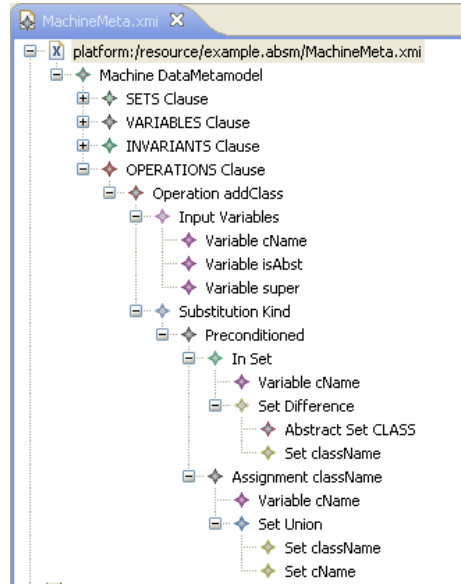 MachineMeta.xmi
platform:/resource/example.absm/MachineMeta.xmi
Machine DataMetamodel
SETS Clause
VARIABLES Clause
INVARIANTS Clause
OPERATIONS Clause
Operation addClass
Input Variables
Variable cName
Variable isAbst
Variable super
Substitution Kind
Preconditioned
In Set
Variable cName
Set Difference
Abstract Set CLASS
Set className
Assignment className
Variable cName
Set Union
Set className
Set cName